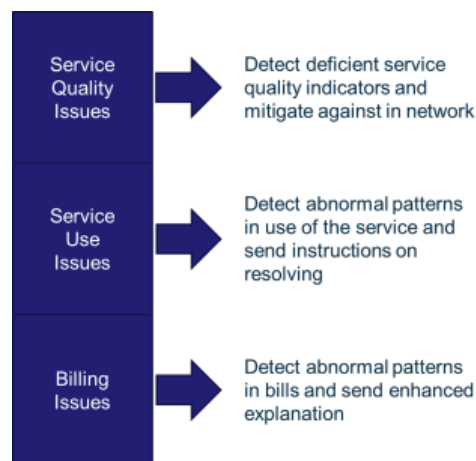 Service
Quality
Issues
Detect deficient service
quality indicators and
mitigate against in network
Service
Use
Issues
Detect abnormal patterns
in use of the service and
send instructions on
resolving
Billing
Issues
Detect abnormal patterns
in bills and send enhanced
explanation